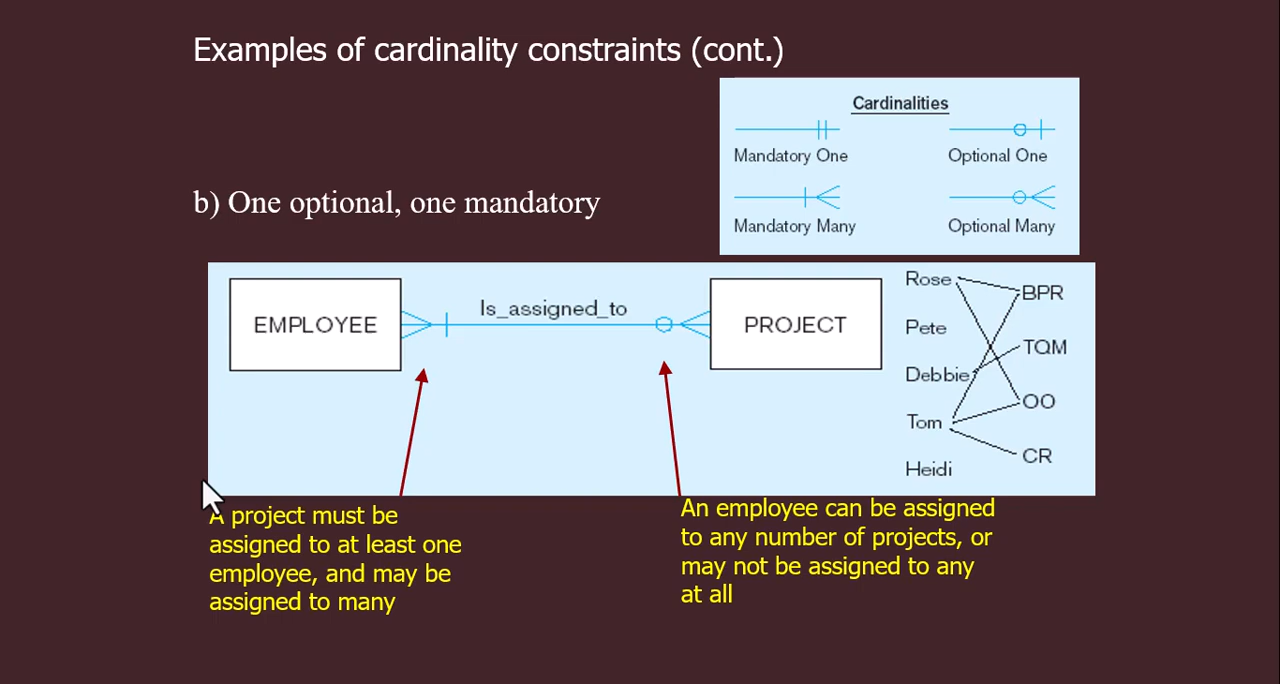 Examples of cardinality constraints (cont.)
Cardinalities
Mandatory One
Optional One
Mandatory Many
Optional Many
b) One optional, one mandatory
EMPLOYEE
Is_assigned_to
PROJECT
Rose
BPR
Pete
TQM
Debbie
OO
Tom
CR
Heidi
A project must be
assigned to at least one
employee, and may be
assigned to many
An employee can be assigned
to any number of projects, or
may not be assigned to any
at all